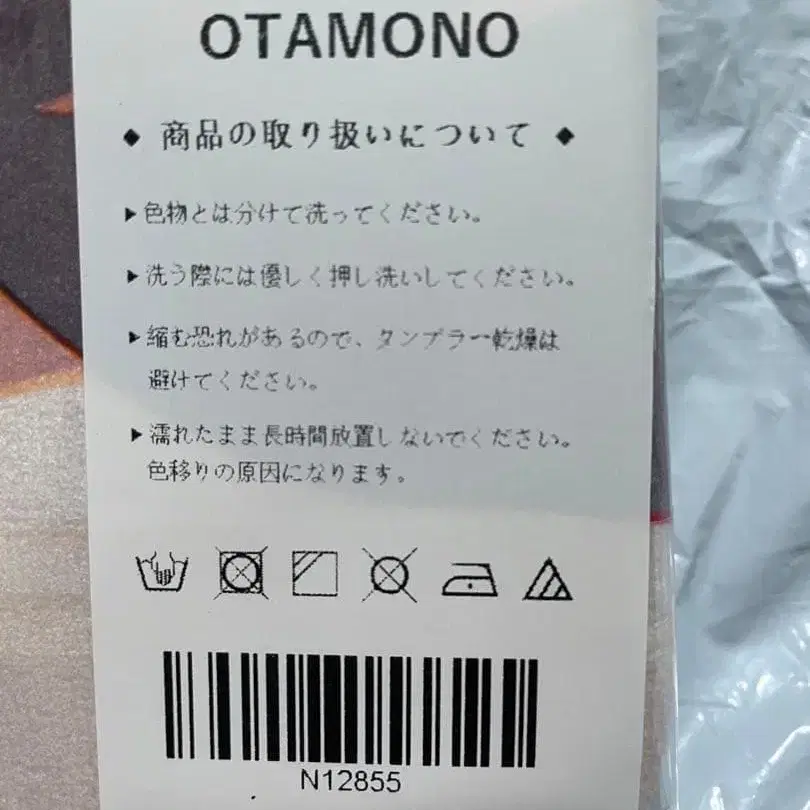 OTAMONO
◆ 商品の取り扱いについて ◆
▶色物とは分けて洗ってください。
▶洗う際には優しく押し洗いしてください。
▶縮む恐れがあるので、タンブラー乾燥は
避けてください。
▶濡れたまま長時間放置しないでください。
色移りの原因になります。
N12855